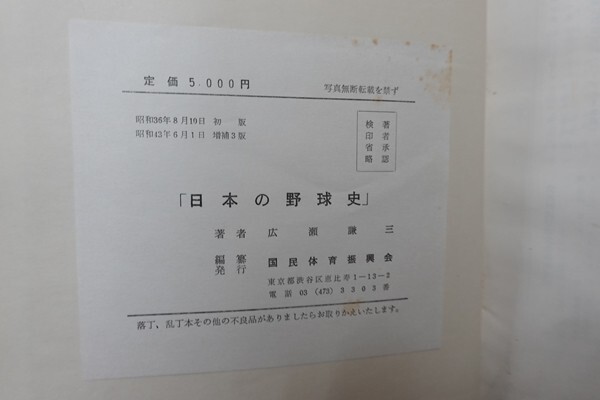 定価 5,000円
写真無断転載を禁ず
昭和36年8月10日 初版
昭和43年6月1日 増補3版
著者承認
検印省略
「日本の野球史」
著者 広瀬謙三
編纂
発行 国民体育振興会
東京都渋谷区恵比寿1-13-2
電話 03 (473) 3303番
落丁、乱丁本その他の不良品がありましたらお取りかえいたします。